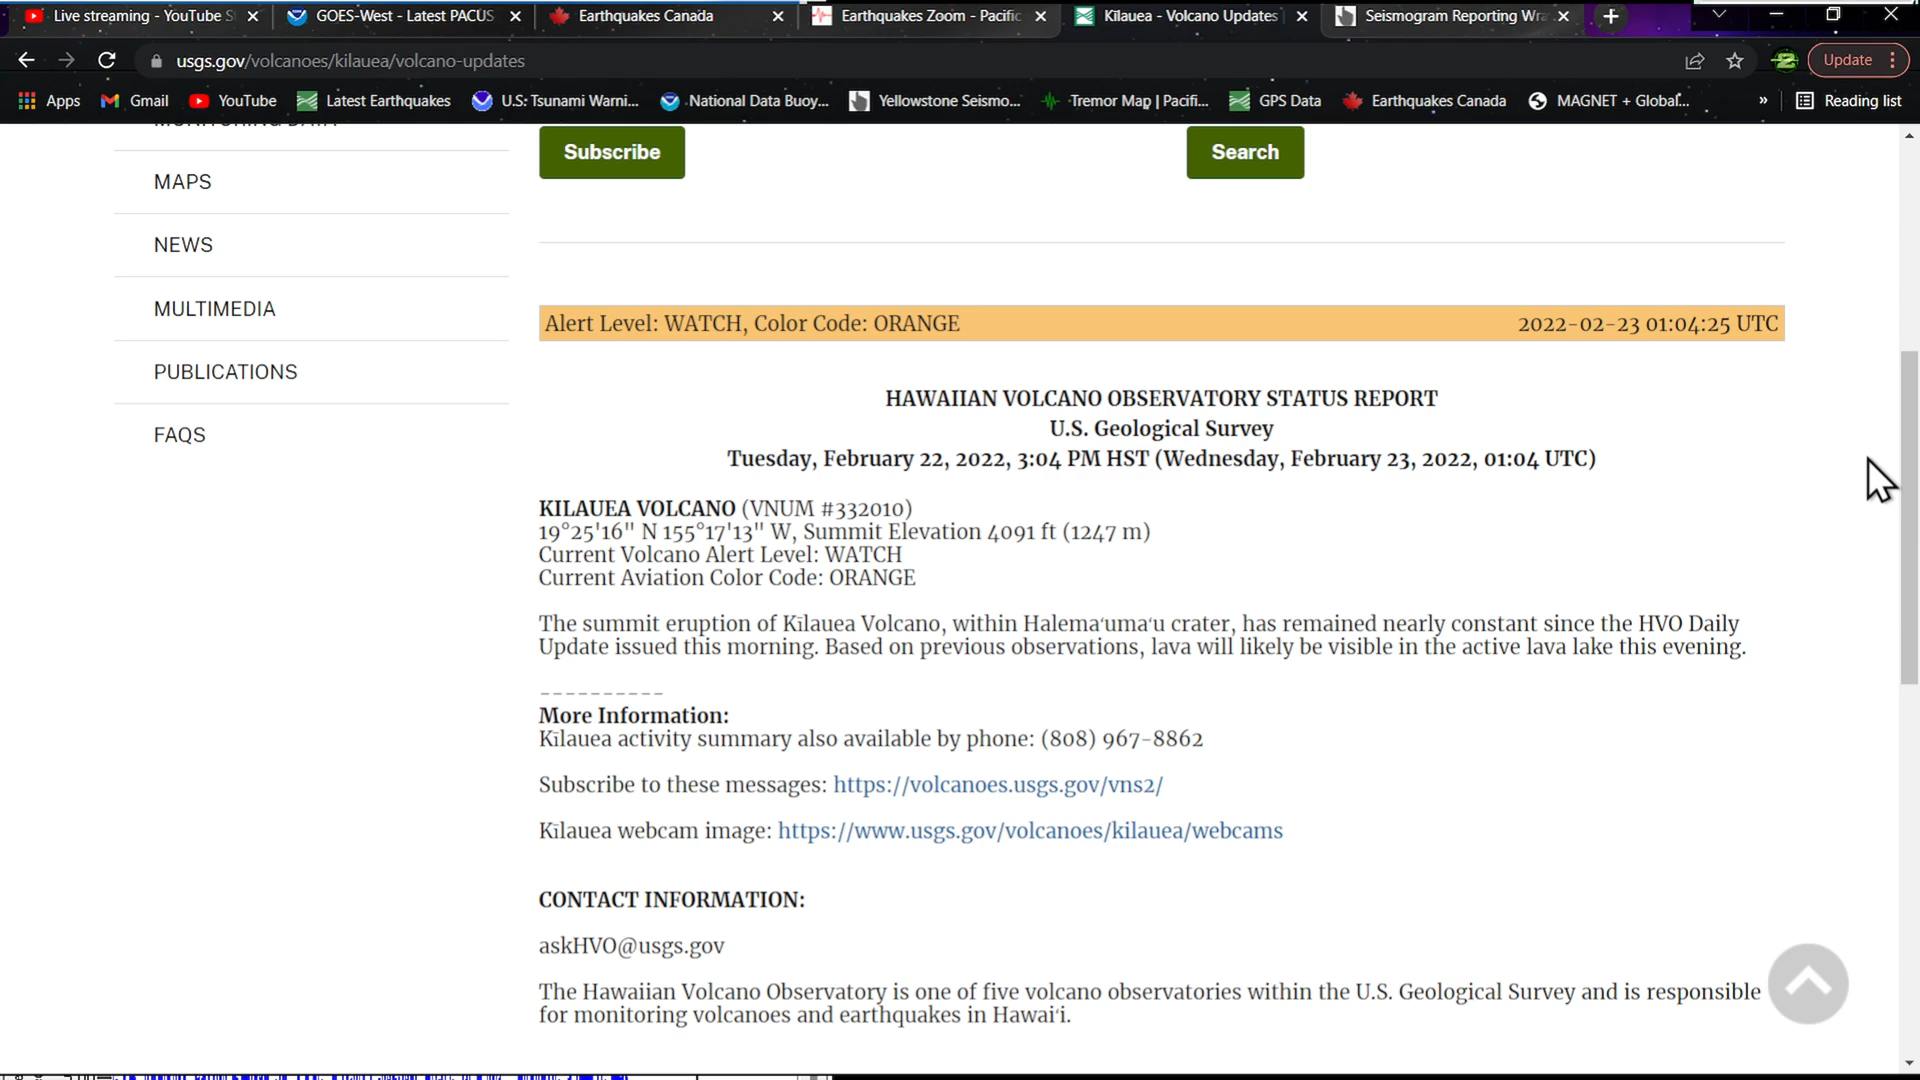 Live streaming - YouTube S
GOES-West - Latest PACUS
Earthquakes Canada
Earthquakes Zoom - Pacific
Kilauea - Volcano Updates
Seismogram Reporting Wra
usgs.gov/volcanoes/kilauea/volcano-updates
Update
Apps
Gmail
YouTube
Latest Earthquakes
U.S. Tsunami Warni...
National Data Buoy...
Yellowstone Seismo...
Tremor Map | Pacifi...
GPS Data
Earthquakes Canada
MAGNET + Global...
»
Reading list
MONITORING DATA
MAPS
NEWS
MULTIMEDIA
PUBLICATIONS
FAQS
Subscribe
Search
Alert Level: WATCH, Color Code: ORANGE 2022-02-23 01:04:25 UTC
HAWAIIAN VOLCANO OBSERVATORY STATUS REPORT
U.S. Geological Survey
Tuesday, February 22, 2022, 3:04 PM HST (Wednesday, February 23, 2022, 01:04 UTC)
KILAUEA VOLCANO (VNUM #332010)
19°25'16" N 155°17'13" W, Summit Elevation 4091 ft (1247 m)
Current Volcano Alert Level: WATCH
Current Aviation Color Code: ORANGE
The summit eruption of Kīlauea Volcano, within Halemaʻumaʻu crater, has remained nearly constant since the HVO Daily
Update issued this morning. Based on previous observations, lava will likely be visible in the active lava lake this evening.
----------
More Information:
Kīlauea activity summary also available by phone: (808) 967-8862
Subscribe to these messages: https://volcanoes.usgs.gov/vns2/
Kīlauea webcam image: https://www.usgs.gov/volcanoes/kilauea/webcams
CONTACT INFORMATION:
askHVO@usgs.gov
The Hawaiian Volcano Observatory is one of five volcano observatories within the U.S. Geological Survey and is responsible
for monitoring volcanoes and earthquakes in Hawaiʻi.